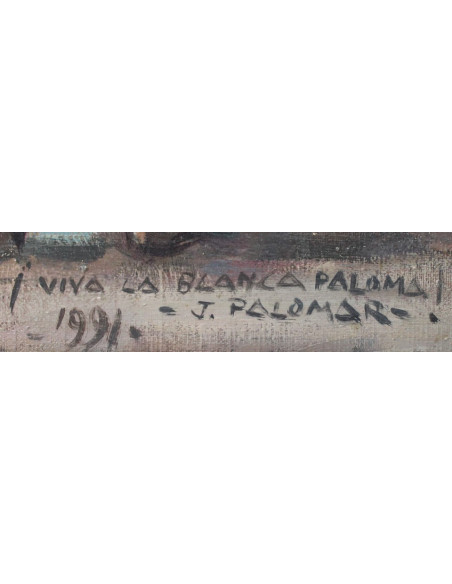 ¡VIVA LA BLANCA PALOMA!
-1991.- J. PALOMAR-